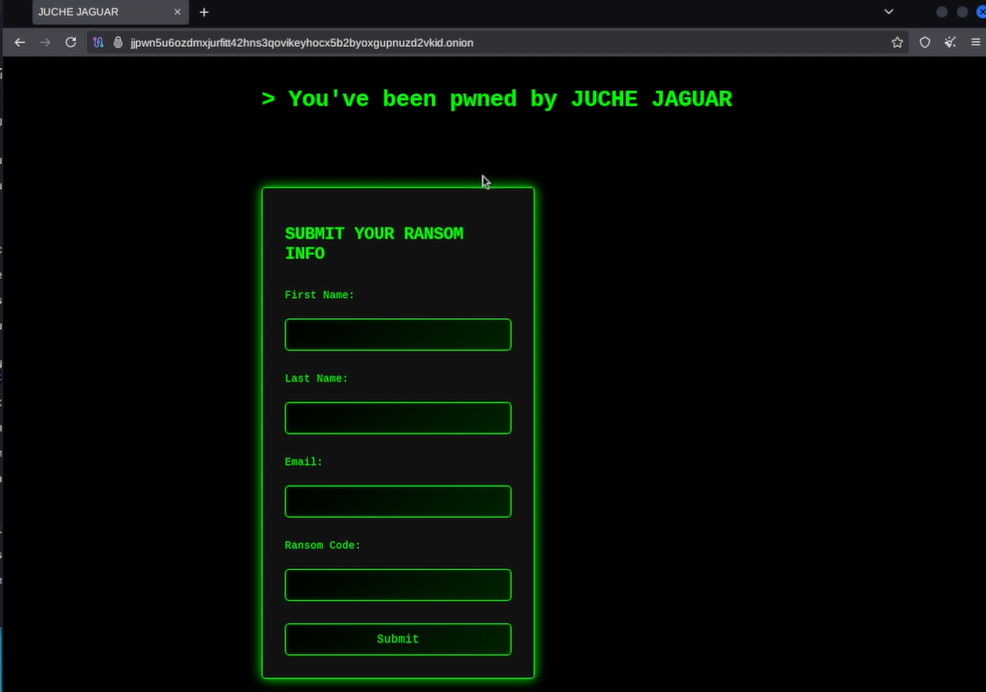 JUCHE JAGUAR
jjpwn5u6ozdmxjurfitt42hns3qovikeyhocx5b2byoxgupnuzd2vkid.onion
> You've been pwned by JUCHE JAGUAR
SUBMIT YOUR RANSOM
INFO
First Name:
Last Name:
Email:
Ransom Code:
Submit